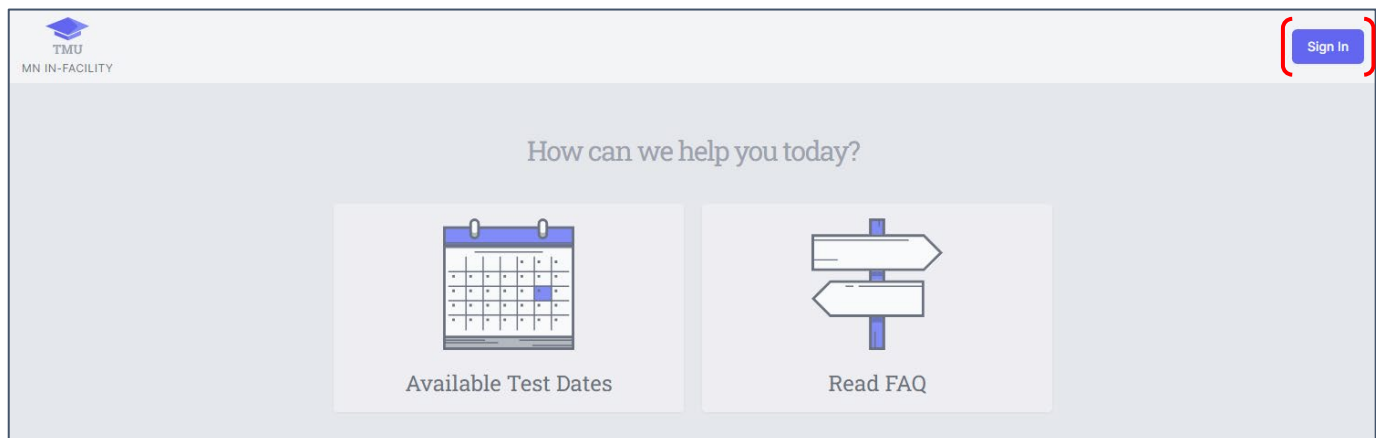 TMU
MN IN-FACILITY
Sign In
How can we help you today?
Available Test Dates
Read FAQ